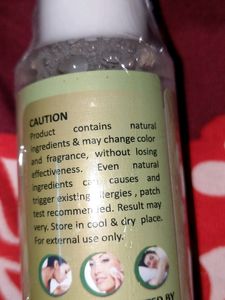 CAUTION
Product contains natural
ingredients & may change color
and fragrance, without losing
effectiveness. Even natural
ingredients can causes and
trigger existing allergies , patch
test recommended. Result may
very. Store in cool & dry place.
For external use only.
BY